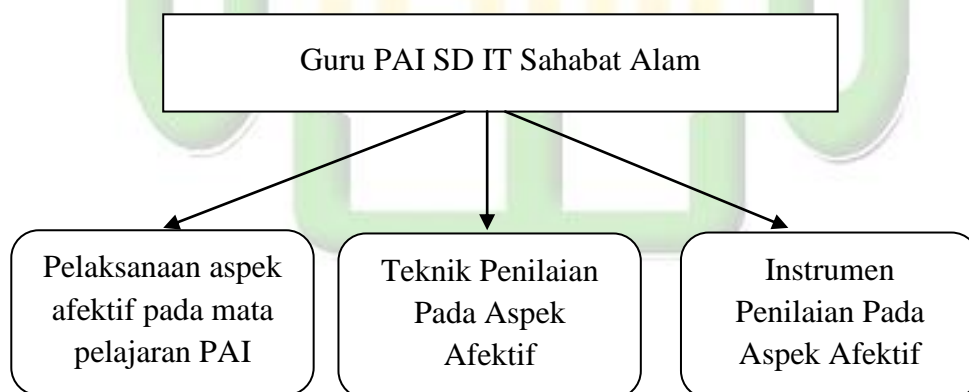 Guru PAI SD IT Sahabat Alam
Pelaksanaan aspek
afektif pada mata
pelajaran PAI
Teknik Penilaian
Pada Aspek
Afektif
Instrumen
Penilaian Pada
Aspek Afektif